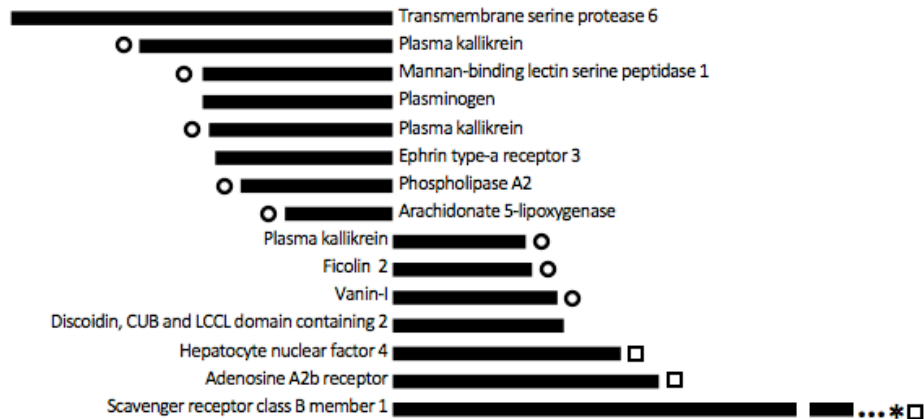 Transmembrane serine protease 6
Plasma kallikrein
Mannan-binding lectin serine peptidase 1
Plasminogen
Plasma kallikrein
Ephrin type-a receptor 3
Phospholipase A2
Arachidonate 5-lipoxygenase
Plasma kallikrein
Ficolin 2
Vanin-I
Discoidin, CUB and LCCL domain containing 2
Hepatocyte nuclear factor 4
Adenosine A2b receptor
Scavenger receptor class B member 1 ...*